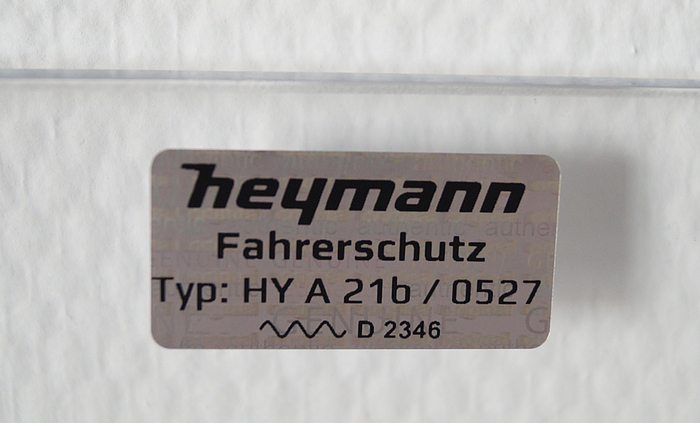 heymann
Fahrerschutz
Typ: HY A 21b / 0527
D 2346